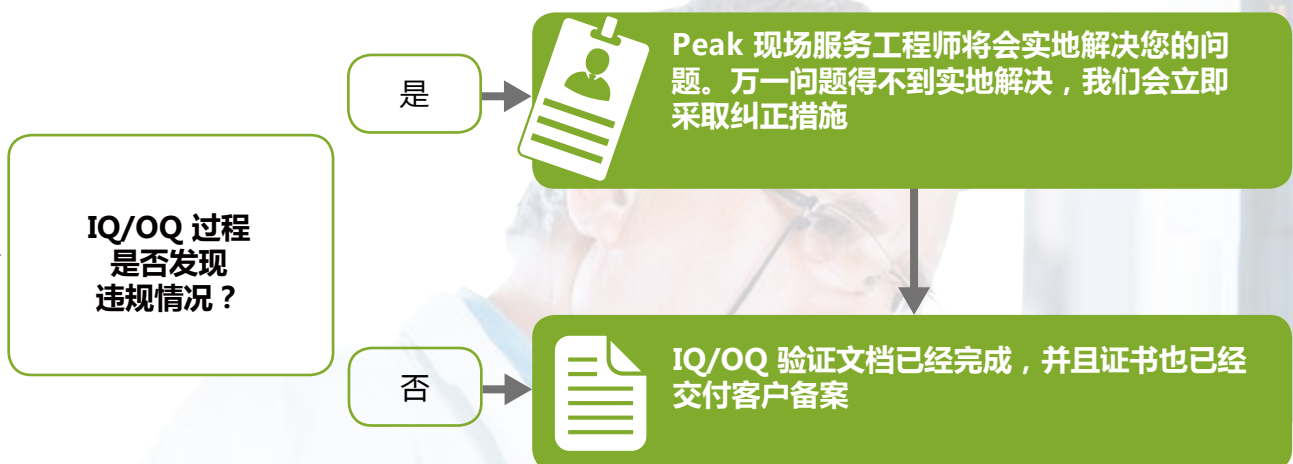 是
Peak 现场服务工程师将会实地解决您的问
题。万一问题得不到实地解决，我们会立即
采取纠正措施
IQ/OQ 过程
是否发现
违规情况？
否
IQ/OQ 验证文档已经完成，并且证书也已经
交付客户备案